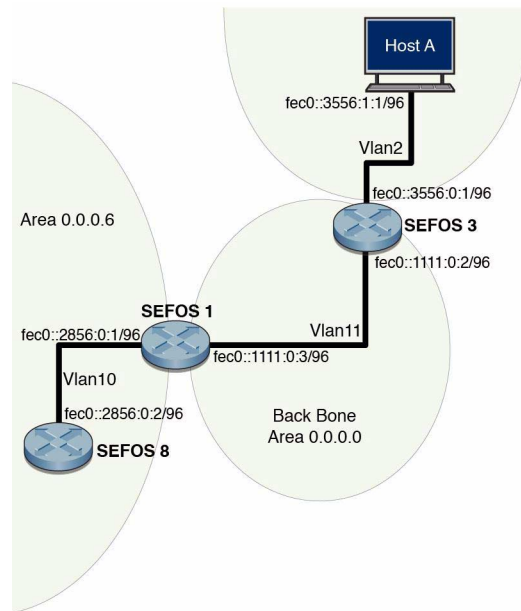 Host A
fec0::3556:1:1/96
Vlan2
fec0::3556:0:1/96
Area 0.0.0.6
SEFOS 3
fec0::1111:0:2/96
SEFOS 1
Vlan11
fec0::2856:0:1/96
fec0::1111:0:3/96
Vlan10
fec0::2856:0:2/96
Back Bone
Area 0.0.0.0
SEFOS 8